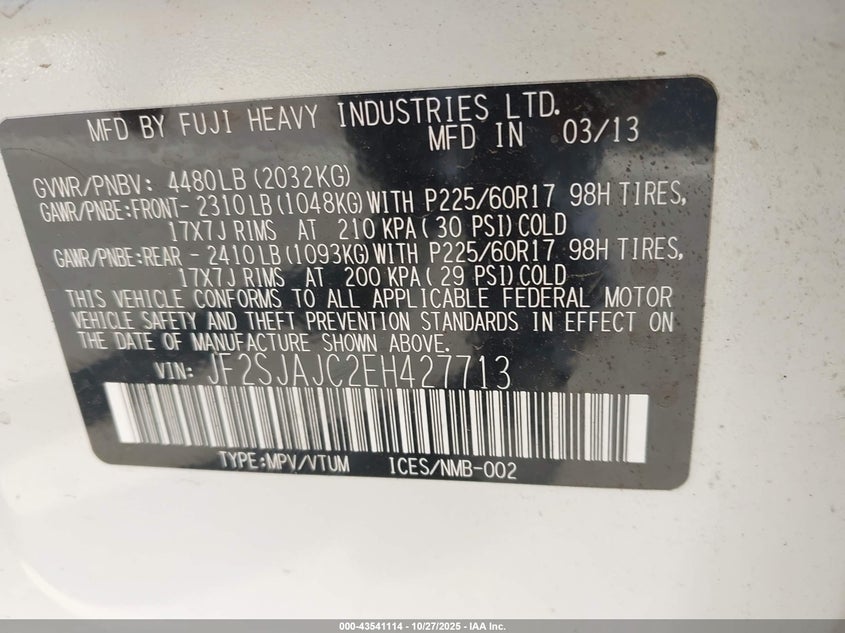 MFD BY FUJI HEAVY INDUSTRIES LTD.
MFD IN 03/13
GVWR/PNBV: 4480LB(2032KG)
GAWR/PNBE:FRONT- 2310LB(1048KG)WITH P225/60R17 98H TIRES,
17X7J RIMS AT 210 KPA( 30 PSI)COLD
GAWR/PNBE:REAR - 2410LB(1093KG)WITH P225/60R17 98H TIRES,
17X7J RIMS AT 200 KPA( 29 PSI)COLD
THIS VEHICLE CONFORMS TO ALL APPLICABLE FEDERAL MOTOR
VEHICLE SAFETY AND THEFT PREVENTION STANDARDS IN EFFECT ON
THE DATE OF MANUFACTURE SHOWN ABOVE.
VIN: JF2SJAJC2EH427713
TYPE:MPV/VTUM ICES/NMB-002
000-43541114 - 10/27/2025 - IAA Inc.